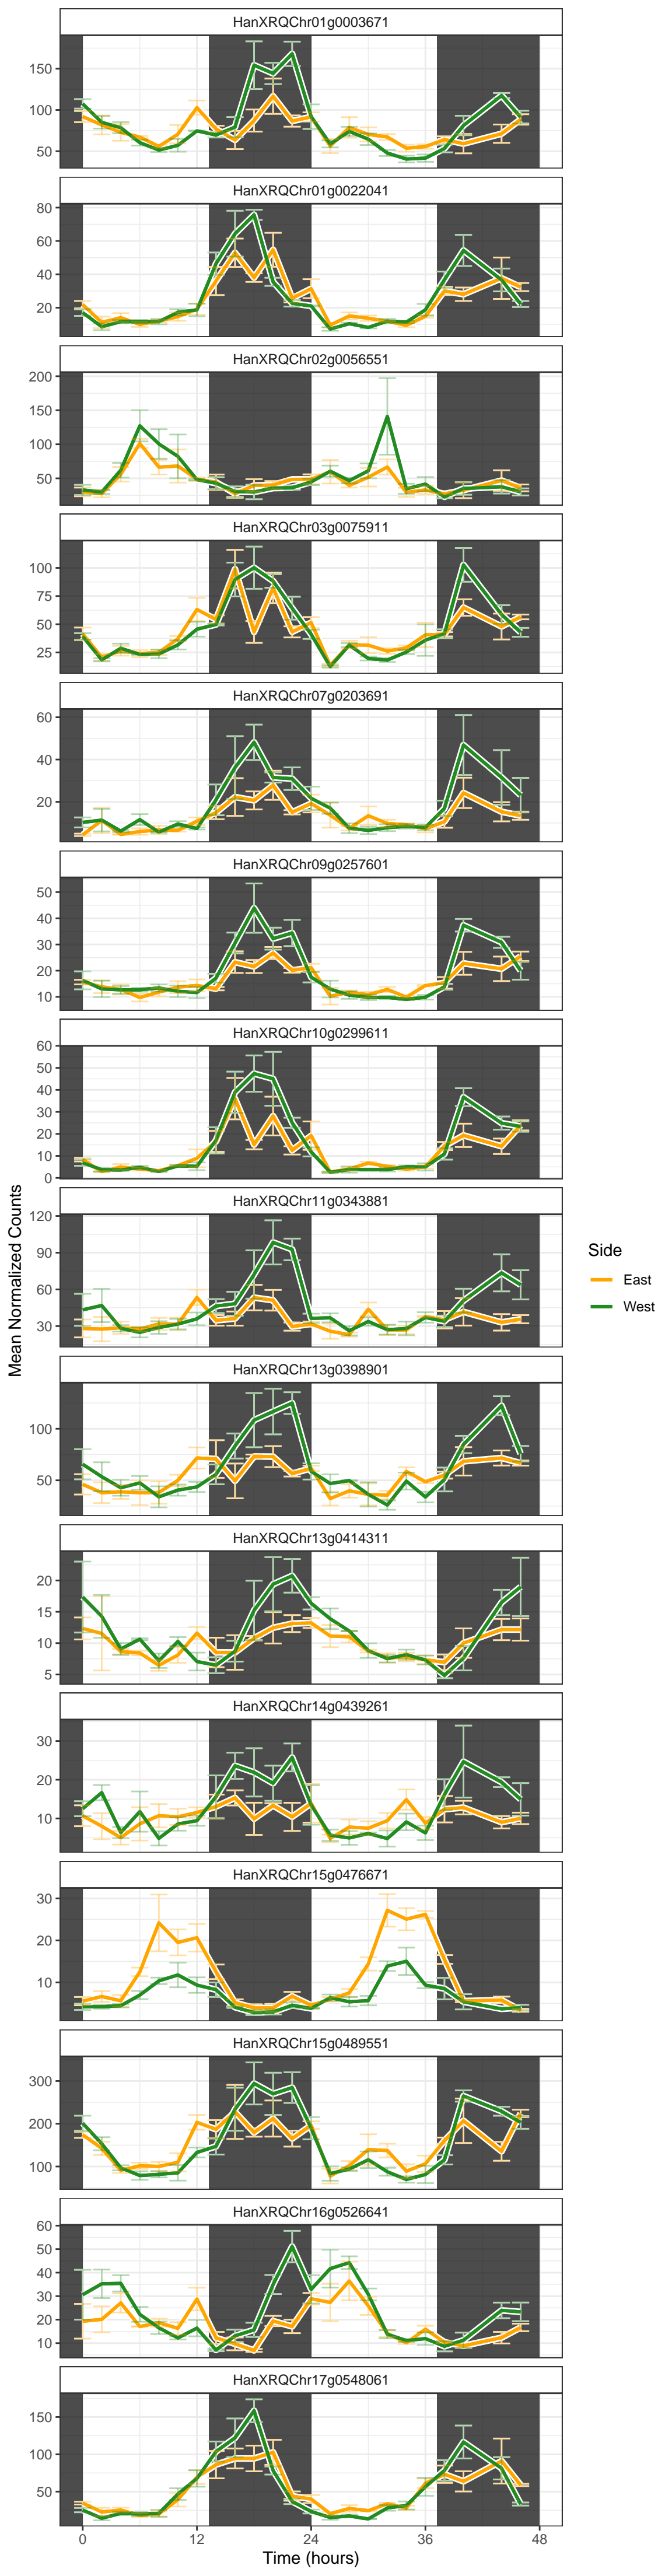 HanXRQChr01g0003671
150
100
50
HanXRQChr01g0022041
80
60
40
20
HanXRQChr02g0056551
200
150
100
50
HanXRQChr03g0075911
100
75
50
25
HanXRQChr07g0203691
60
40
20
HanXRQChr09g0257601
50
40
30
20
10
HanXRQChr10g0299611
60
50
40
30
20
10
0
HanXRQChr11g0343881
120
90
60
30
HanXRQChr13g0398901
100
50
HanXRQChr13g0414311
20
15
10
5
HanXRQChr14g0439261
30
20
10
HanXRQChr15g0476671
30
20
10
HanXRQChr15g0489551
300
200
100
HanXRQChr16g0526641
60
50
40
30
20
10
HanXRQChr17g0548061
150
100
50
0 12 24 36 48
Time (hours)
Mean Normalized Counts
Side
East
West